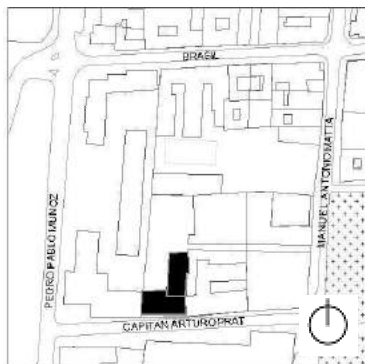 BRASIL
PEDRO PABLO MUÑOZ
MANUEL ANTONIO MATTA
CAPITAN ARTURO PRAT